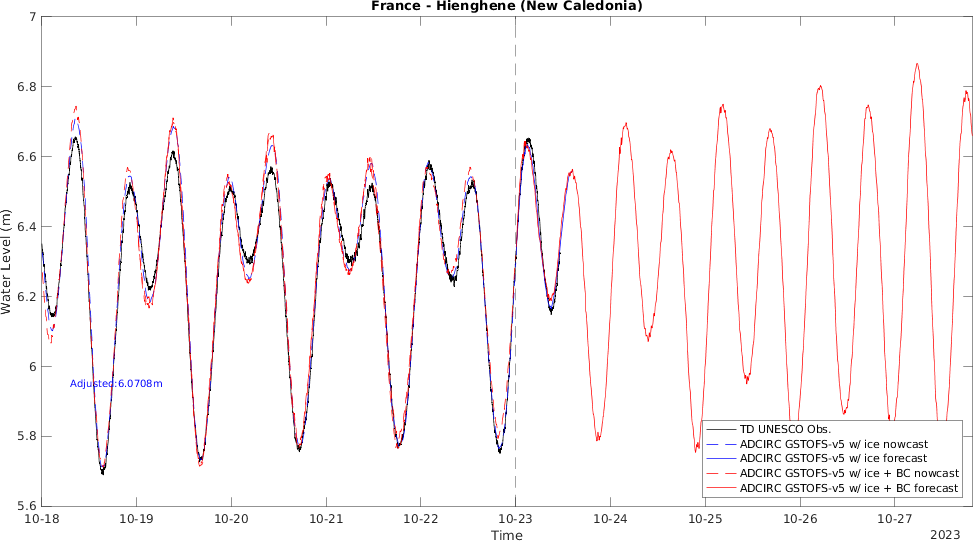 France - Hienghene (New Caledonia)
7
6.8
6.6
6.4
6.2
6
5.8
5.6
Water Level (m)
Adjusted:6.0708m
TD UNESCO Obs.
ADCIRC GSTOFS-v5 w/ ice nowcast
ADCIRC GSTOFS-v5 w/ ice forecast
ADCIRC GSTOFS-v5 w/ ice + BC nowcast
ADCIRC GSTOFS-v5 w/ ice + BC forecast
10-18 10-19 10-20 10-21 10-22 10-23 10-24 10-25 10-26 10-27
Time
2023